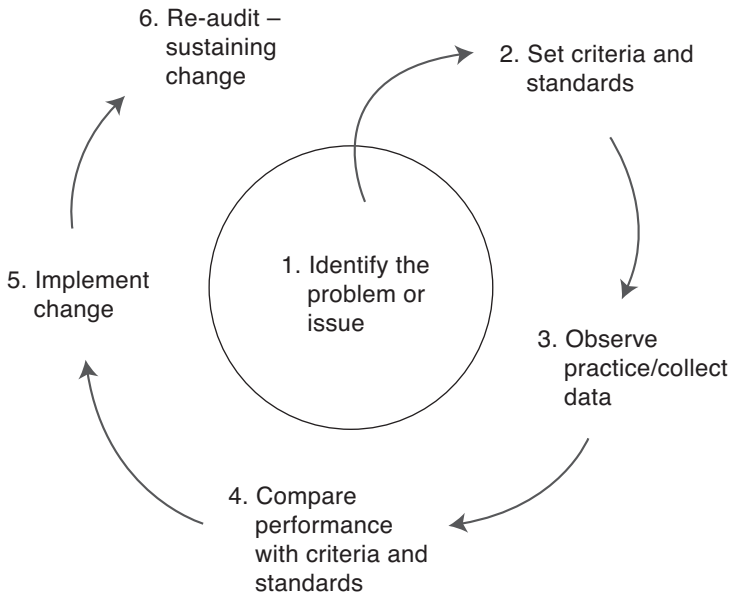 1. Identify the
problem or
issue
2. Set criteria and
standards
3. Observe
practice/collect
data
4. Compare
performance
with criteria and
standards
5. Implement
change
6. Re-audit –
sustaining
change